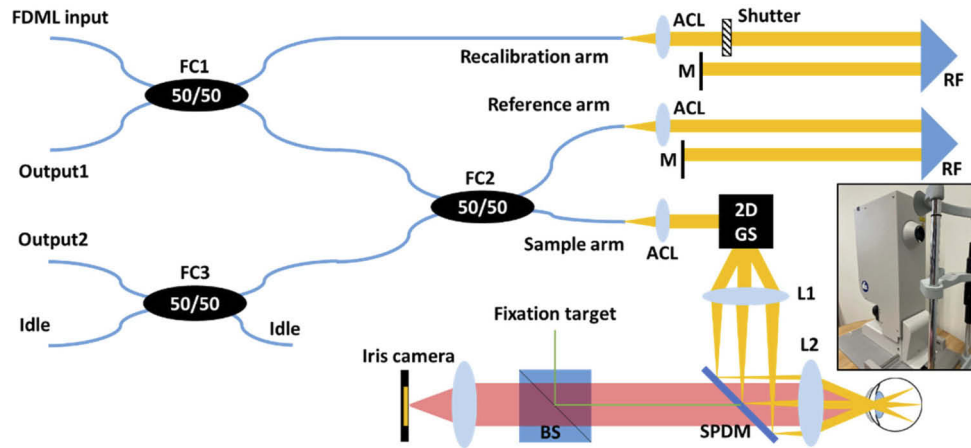 FDML input
FC1
50/50
Output1
Recalibration arm
ACL
Shutter
M
RF
Reference arm
ACL
M
RF
FC2
50/50
Sample arm
ACL
2D
GS
Output2
FC3
50/50
Idle
Idle
L1
Fixation target
L2
Iris camera
BS
SPDM